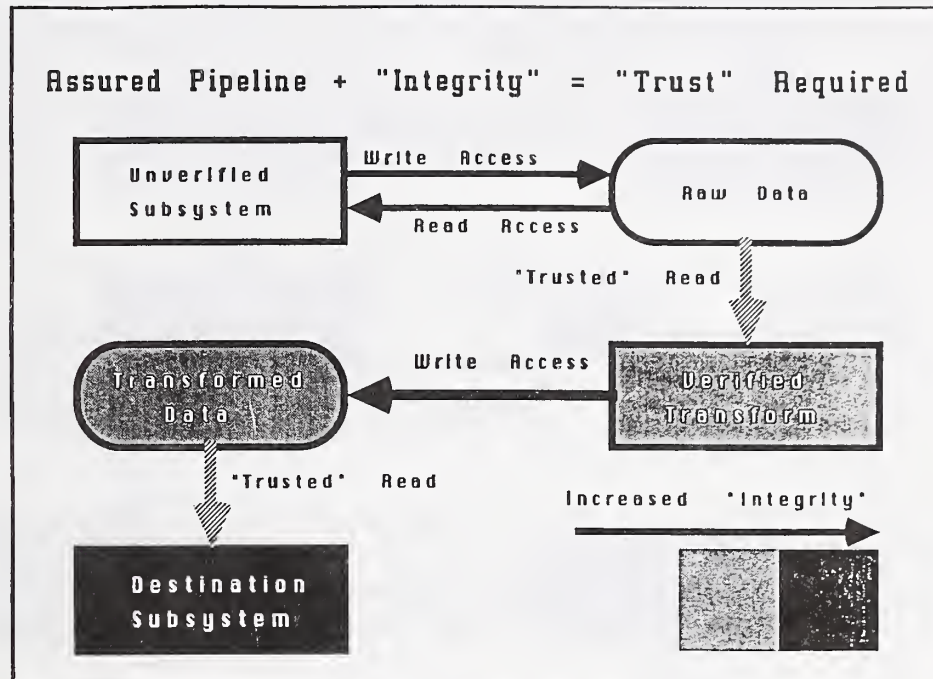 Assured Pipeline + "Integrity" = "Trust" Required
Unverified
Subsystem
Write Access
Read Access
Raw Data
"Trusted" Read
Transformed
Data
Write Access
Verified
Transform
"Trusted" Read
Increased "Integrity"
Destination
Subsystem